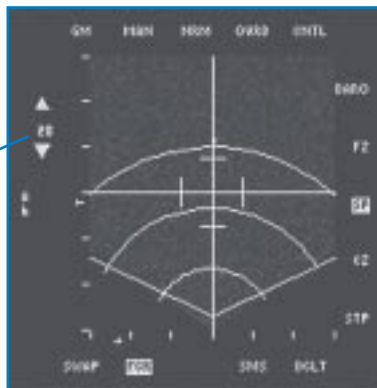 GM MAN NRM OVRD CNTL
BARO
20
FZ
SP
CZ
STP
SWAP FCR SMS DCLT